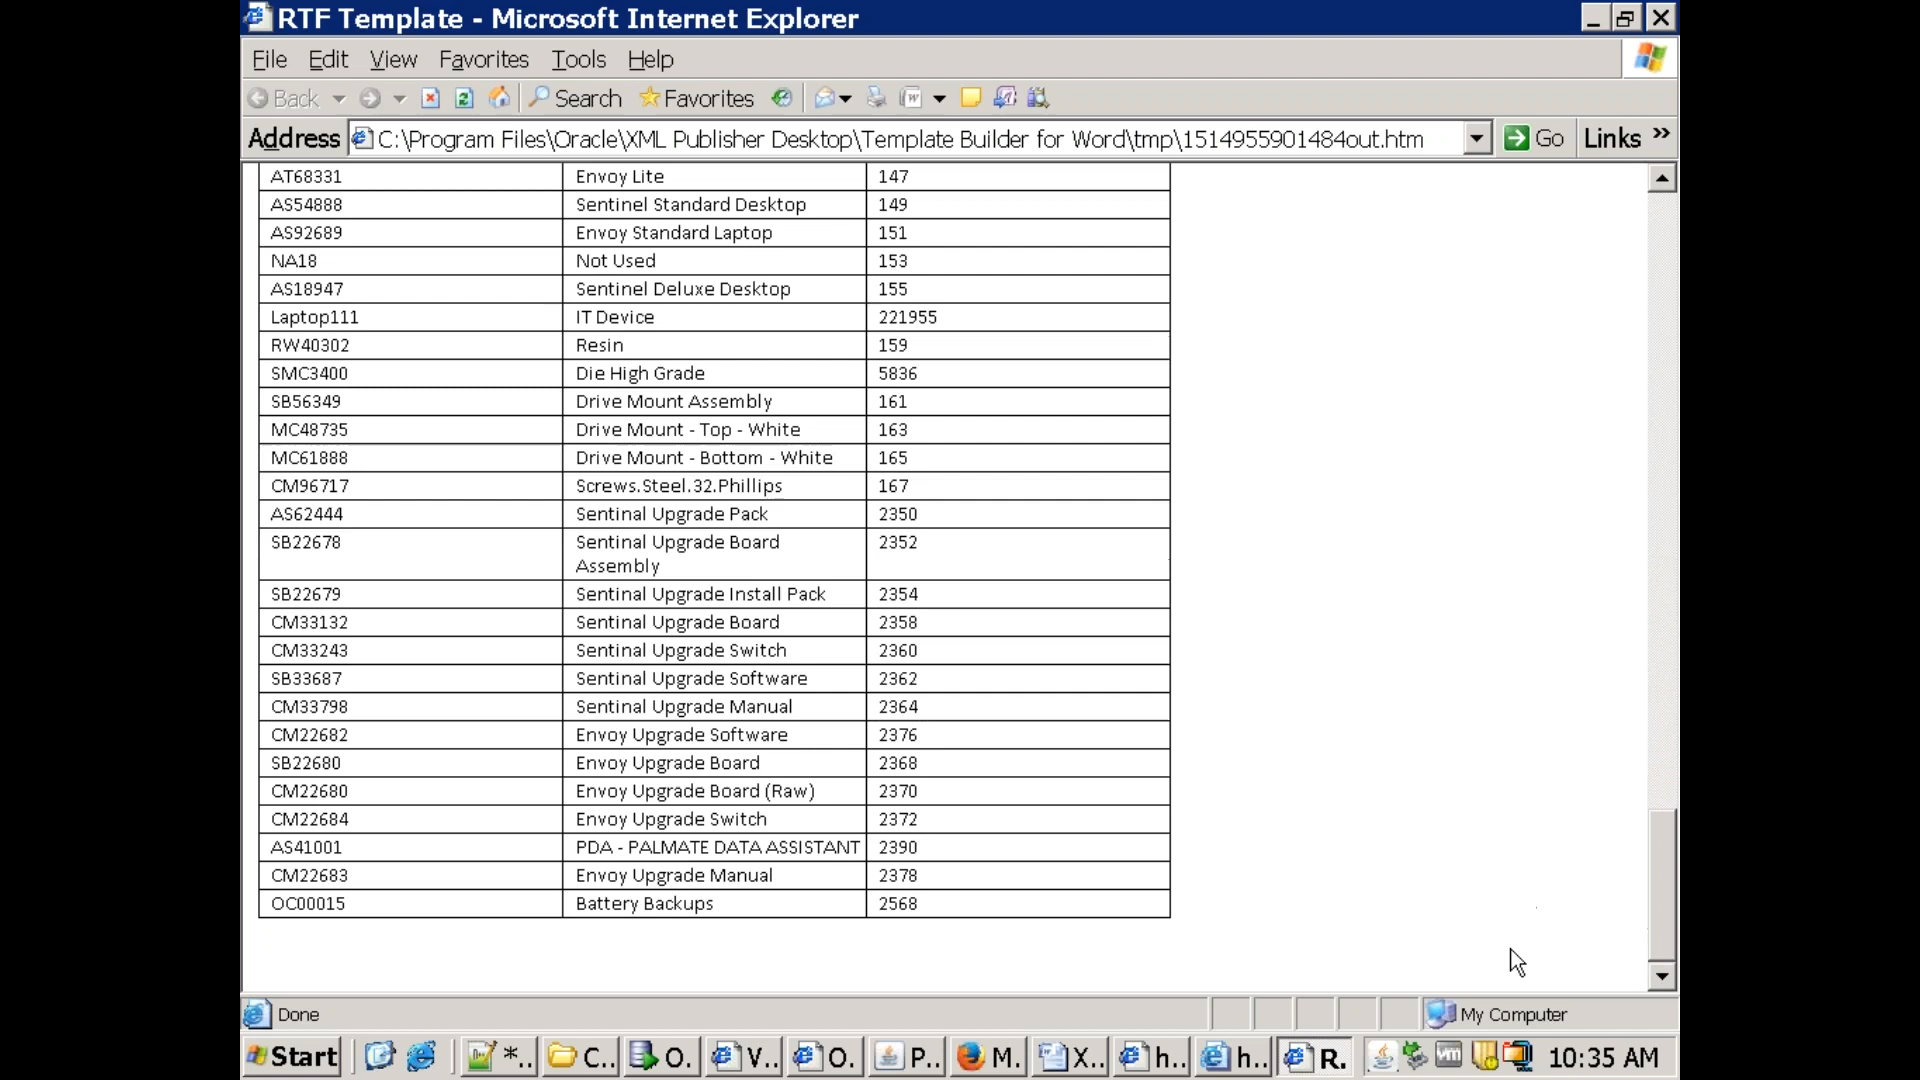 RTF Template - Microsoft Internet Explorer
File Edit View Favorites Tools Help
Back Search Favorites
Address C:\Program Files\Oracle\XML Publisher Desktop\Template Builder for Word\tmp\1514955901484out.htm Go Links »
AT68331 Envoy Lite 147
AS54888 Sentinel Standard Desktop 149
AS92689 Envoy Standard Laptop 151
NA18 Not Used 153
AS18947 Sentinel Deluxe Desktop 155
Laptop111 IT Device 221955
RW40302 Resin 159
SMC3400 Die High Grade 5836
SB56349 Drive Mount Assembly 161
MC48735 Drive Mount - Top - White 163
MC61888 Drive Mount - Bottom - White 165
CM96717 Screws.Steel.32.Phillips 167
AS62444 Sentinal Upgrade Pack 2350
SB22678 Sentinal Upgrade Board 2352
Assembly
SB22679 Sentinal Upgrade Install Pack 2354
CM33132 Sentinal Upgrade Board 2358
CM33243 Sentinal Upgrade Switch 2360
SB33687 Sentinal Upgrade Software 2362
CM33798 Sentinal Upgrade Manual 2364
CM22682 Envoy Upgrade Software 2376
SB22680 Envoy Upgrade Board 2368
CM22680 Envoy Upgrade Board (Raw) 2370
CM22684 Envoy Upgrade Switch 2372
AS41001 PDA - PALMATE DATA ASSISTANT 2390
CM22683 Envoy Upgrade Manual 2378
OC00015 Battery Backups 2568
Done My Computer
Start *.. C.. O. V.. O. P.. M. X.. h.. h.. R. 10:35 AM